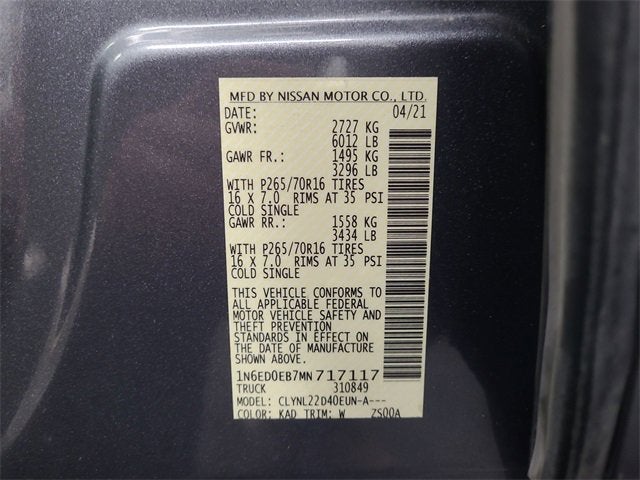 MFD BY NISSAN MOTOR CO., LTD.
DATE: 04/21
GVWR: 2727 KG
6012 LB
GAWR FR.: 1495 KG
3296 LB
WITH P265/70R16 TIRES
16 X 7.0 RIMS AT 35 PSI
COLD SINGLE
GAWR RR.: 1558 KG
3434 LB
WITH P265/70R16 TIRES
16 X 7.0 RIMS AT 35 PSI
COLD SINGLE
THIS VEHICLE CONFORMS TO
ALL APPLICABLE FEDERAL
MOTOR VEHICLE SAFETY AND
THEFT PREVENTION
STANDARDS IN EFFECT ON
THE DATE OF MANUFACTURE
SHOWN ABOVE.
1N6ED0EB7MN717117
TRUCK 310849
MODEL: CLYNL22D40EUN-A---
COLOR: KAD TRIM: W ZS00A